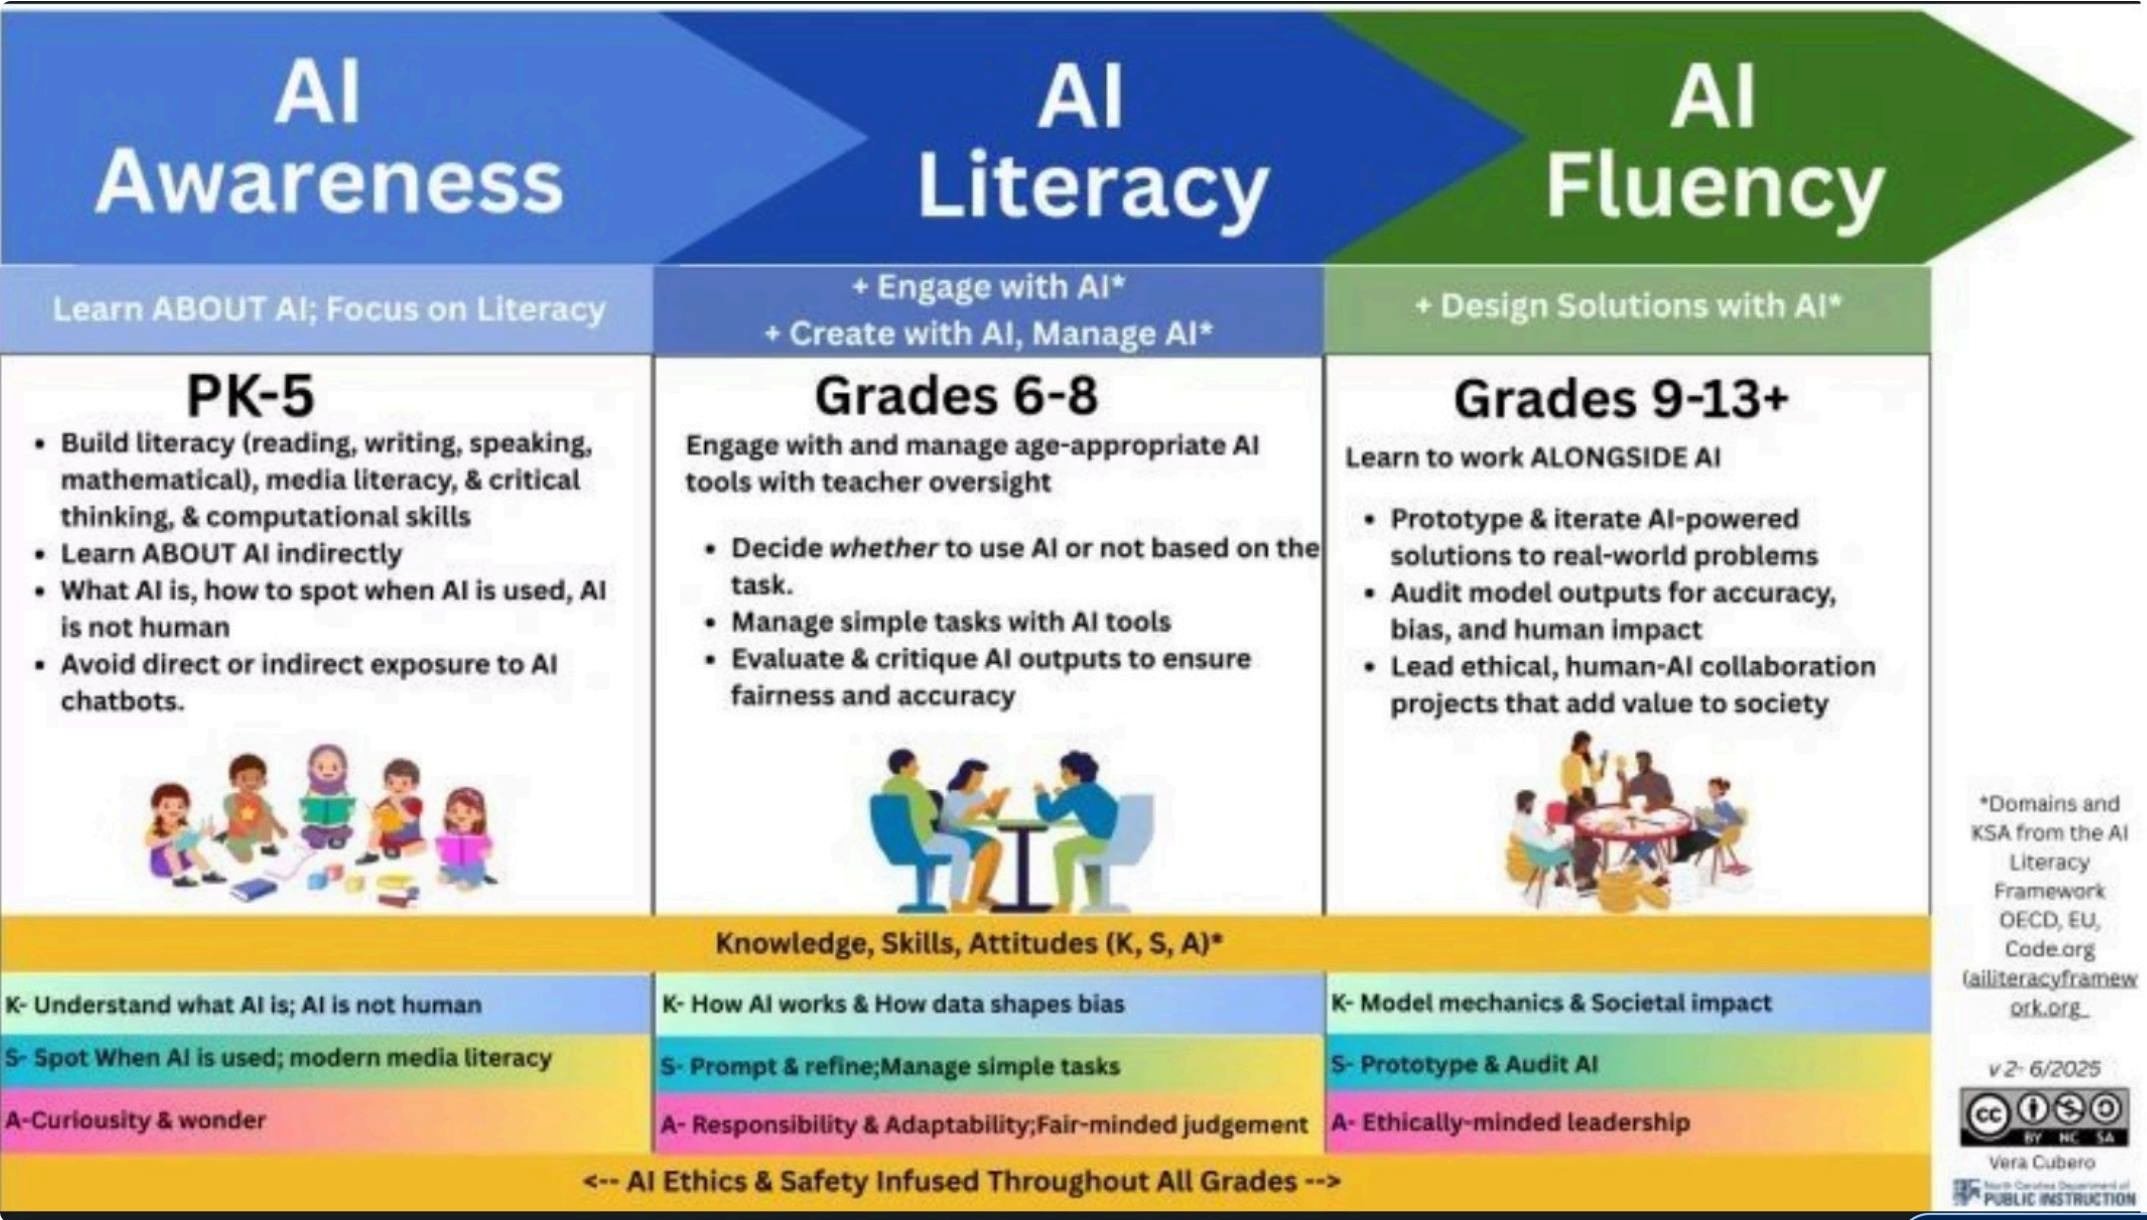 AI
Awareness
AI
Literacy
AI
Fluency
Learn ABOUT AI; Focus on Literacy
+ Engage with AI*
+ Create with AI, Manage AI*
+ Design Solutions with AI*
PK-5
• Build literacy (reading, writing, speaking,
mathematical), media literacy, & critical
thinking, & computational skills
• Learn ABOUT AI indirectly
• What AI is, how to spot when AI is used, AI
is not human
• Avoid direct or indirect exposure to AI
chatbots.
Grades 6-8
Engage with and manage age-appropriate AI
tools with teacher oversight
• Decide whether to use AI or not based on the
task.
• Manage simple tasks with AI tools
• Evaluate & critique AI outputs to ensure
fairness and accuracy
Grades 9-13+
Learn to work ALONGSIDE AI
• Prototype & iterate AI-powered
solutions to real-world problems
• Audit model outputs for accuracy,
bias, and human impact
• Lead ethical, human-AI collaboration
projects that add value to society
Knowledge, Skills, Attitudes (K, S, A)*
K- Understand what AI is; AI is not human
K- How AI works & How data shapes bias
K- Model mechanics & Societal impact
S- Spot When AI is used; modern media literacy
S- Prompt & refine;Manage simple tasks
S- Prototype & Audit AI
A-Curiousity & wonder
A- Responsibility & Adaptability;Fair-minded judgement
A- Ethically-minded leadership
<-- AI Ethics & Safety Infused Throughout All Grades -->
*Domains and
KSA from the AI
Literacy
Framework
OECD, EU,
Code.org
(ailiteracyframew
ork.org_
v 2- 6/2025
cc
BY NC SA
Vera Cubero
North Carolina Department of
PUBLIC INSTRUCTION